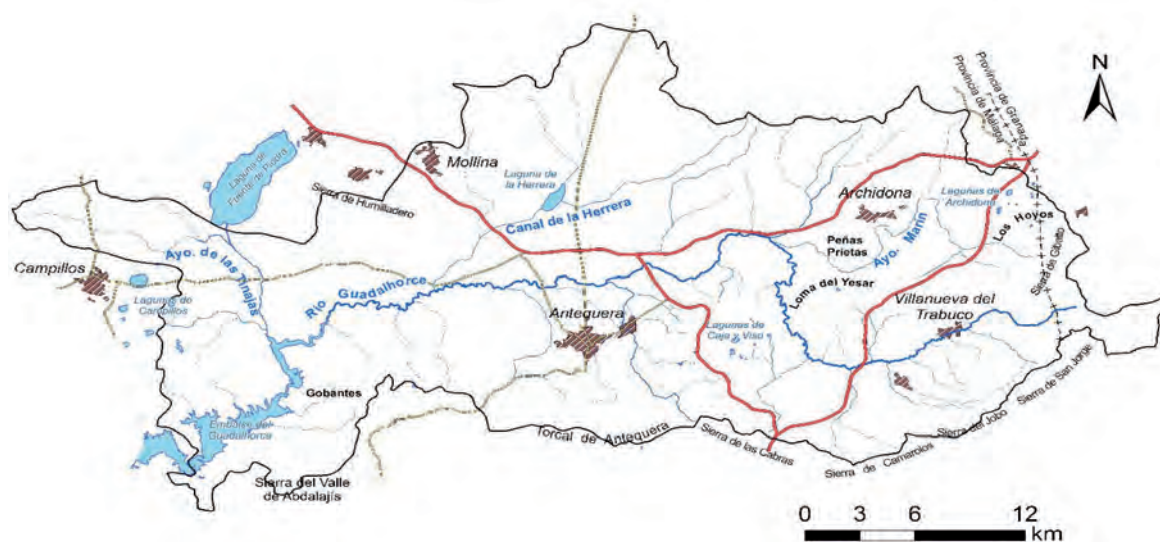 N
Provincia de Granada
Provincia de Málaga
Laguna de
Fuente de Piedra
Mollina
Sierra de Humilladero
Laguna de
la Herrera
Canal de la Herrera
Archidona
Lagunas de
Archidona
Los Hoyos
Peñas
Prietas
Ayo. Marín
Sierra de Gibalto
Campillos
Ayo. de las Tinajas
Lagunas de
Campillos
Río Guadalhorce
Loma del Yesar
Villanueva del
Trabuco
Antequera
Lagunas de
Caja y Viso
Gobantes
Embalse del
Guadalhorce
Torcal de Antequera
Sierra de las Cabras
Sierra de Camarolos
Sierra del Jobo
Sierra de San Jorge
Sierra del Valle
de Abdalajís
0 3 6 12
km